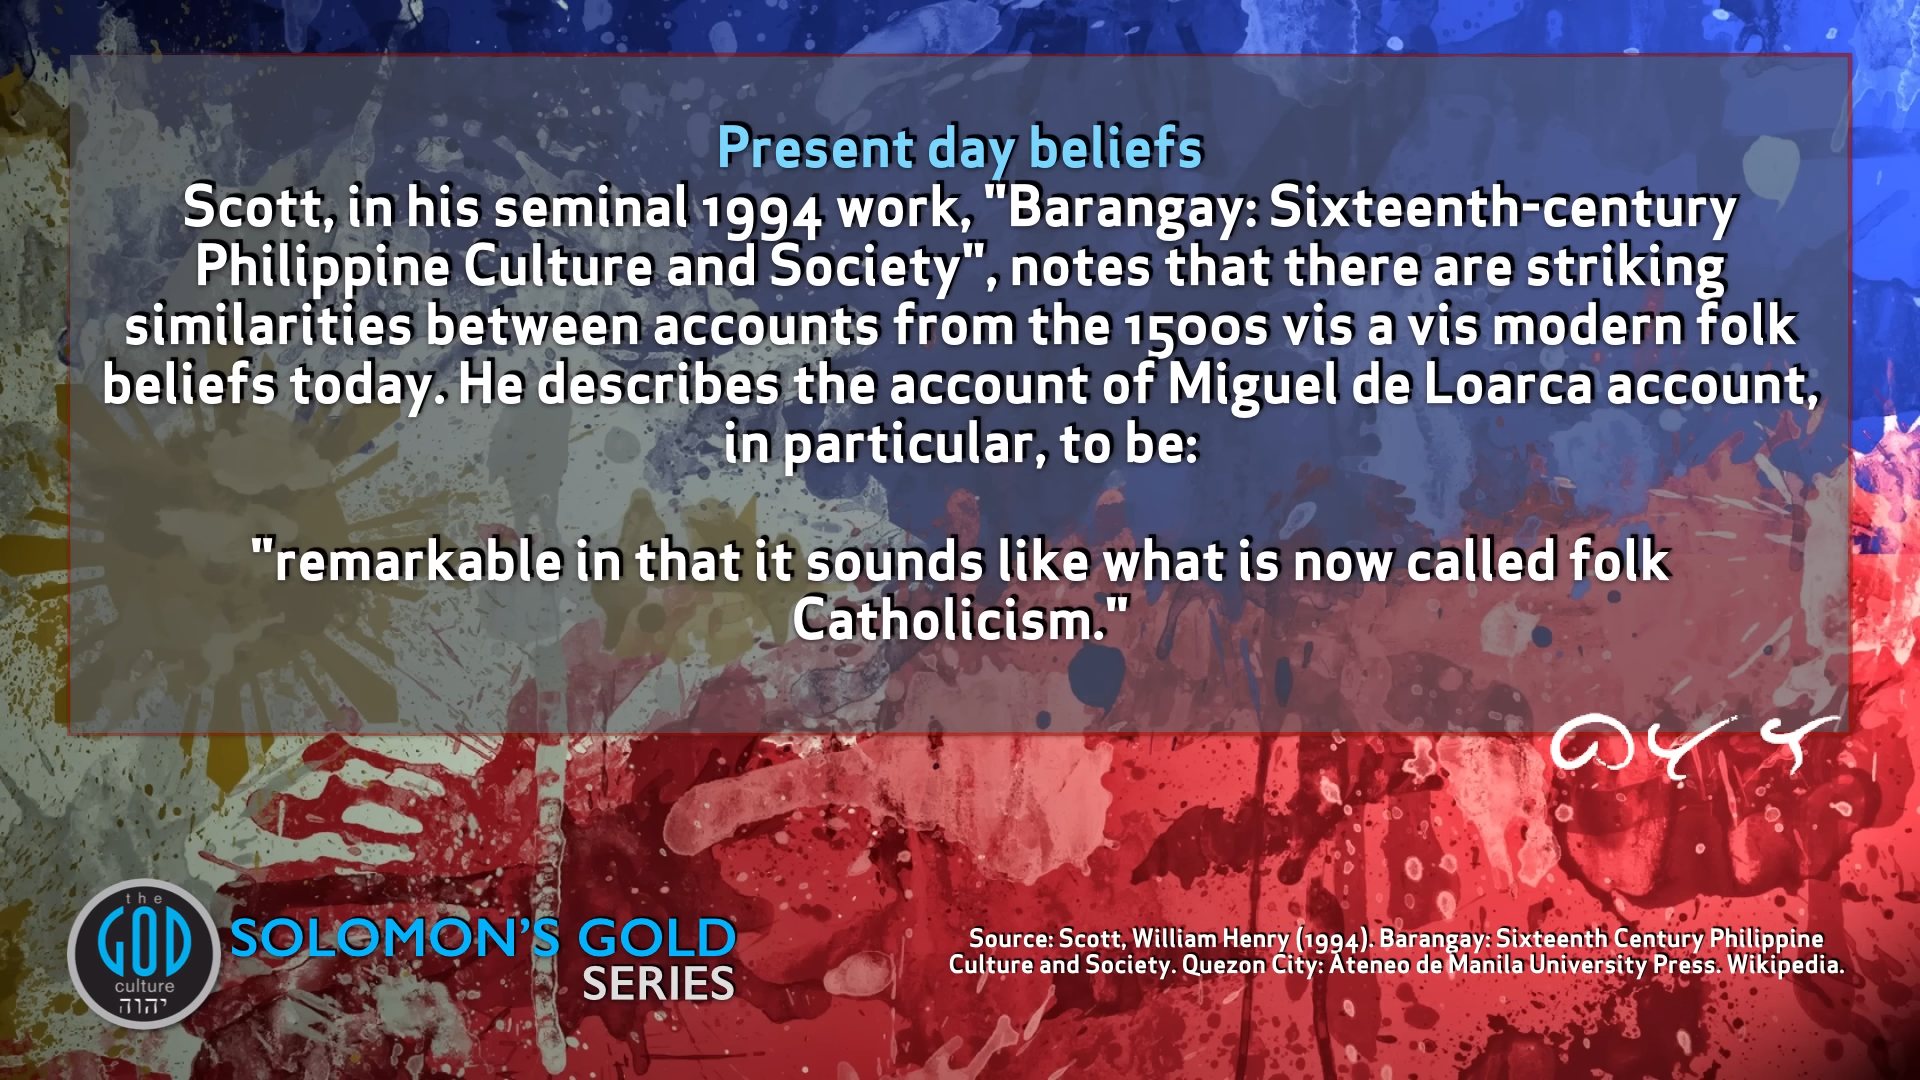 Present day beliefs
Scott, in his seminal 1994 work, "Barangay: Sixteenth-century
Philippine Culture and Society", notes that there are striking
similarities between accounts from the 1500s vis a vis modern folk
beliefs today. He describes the account of Miguel de Loarca account,
in particular, to be:
"remarkable in that it sounds like what is now called folk
Catholicism."
the
GOD
culture
יהוה
SOLOMON'S GOLD
SERIES
Source: Scott, William Henry (1994). Barangay: Sixteenth Century Philippine
Culture and Society. Quezon City: Ateneo de Manila University Press. Wikipedia.